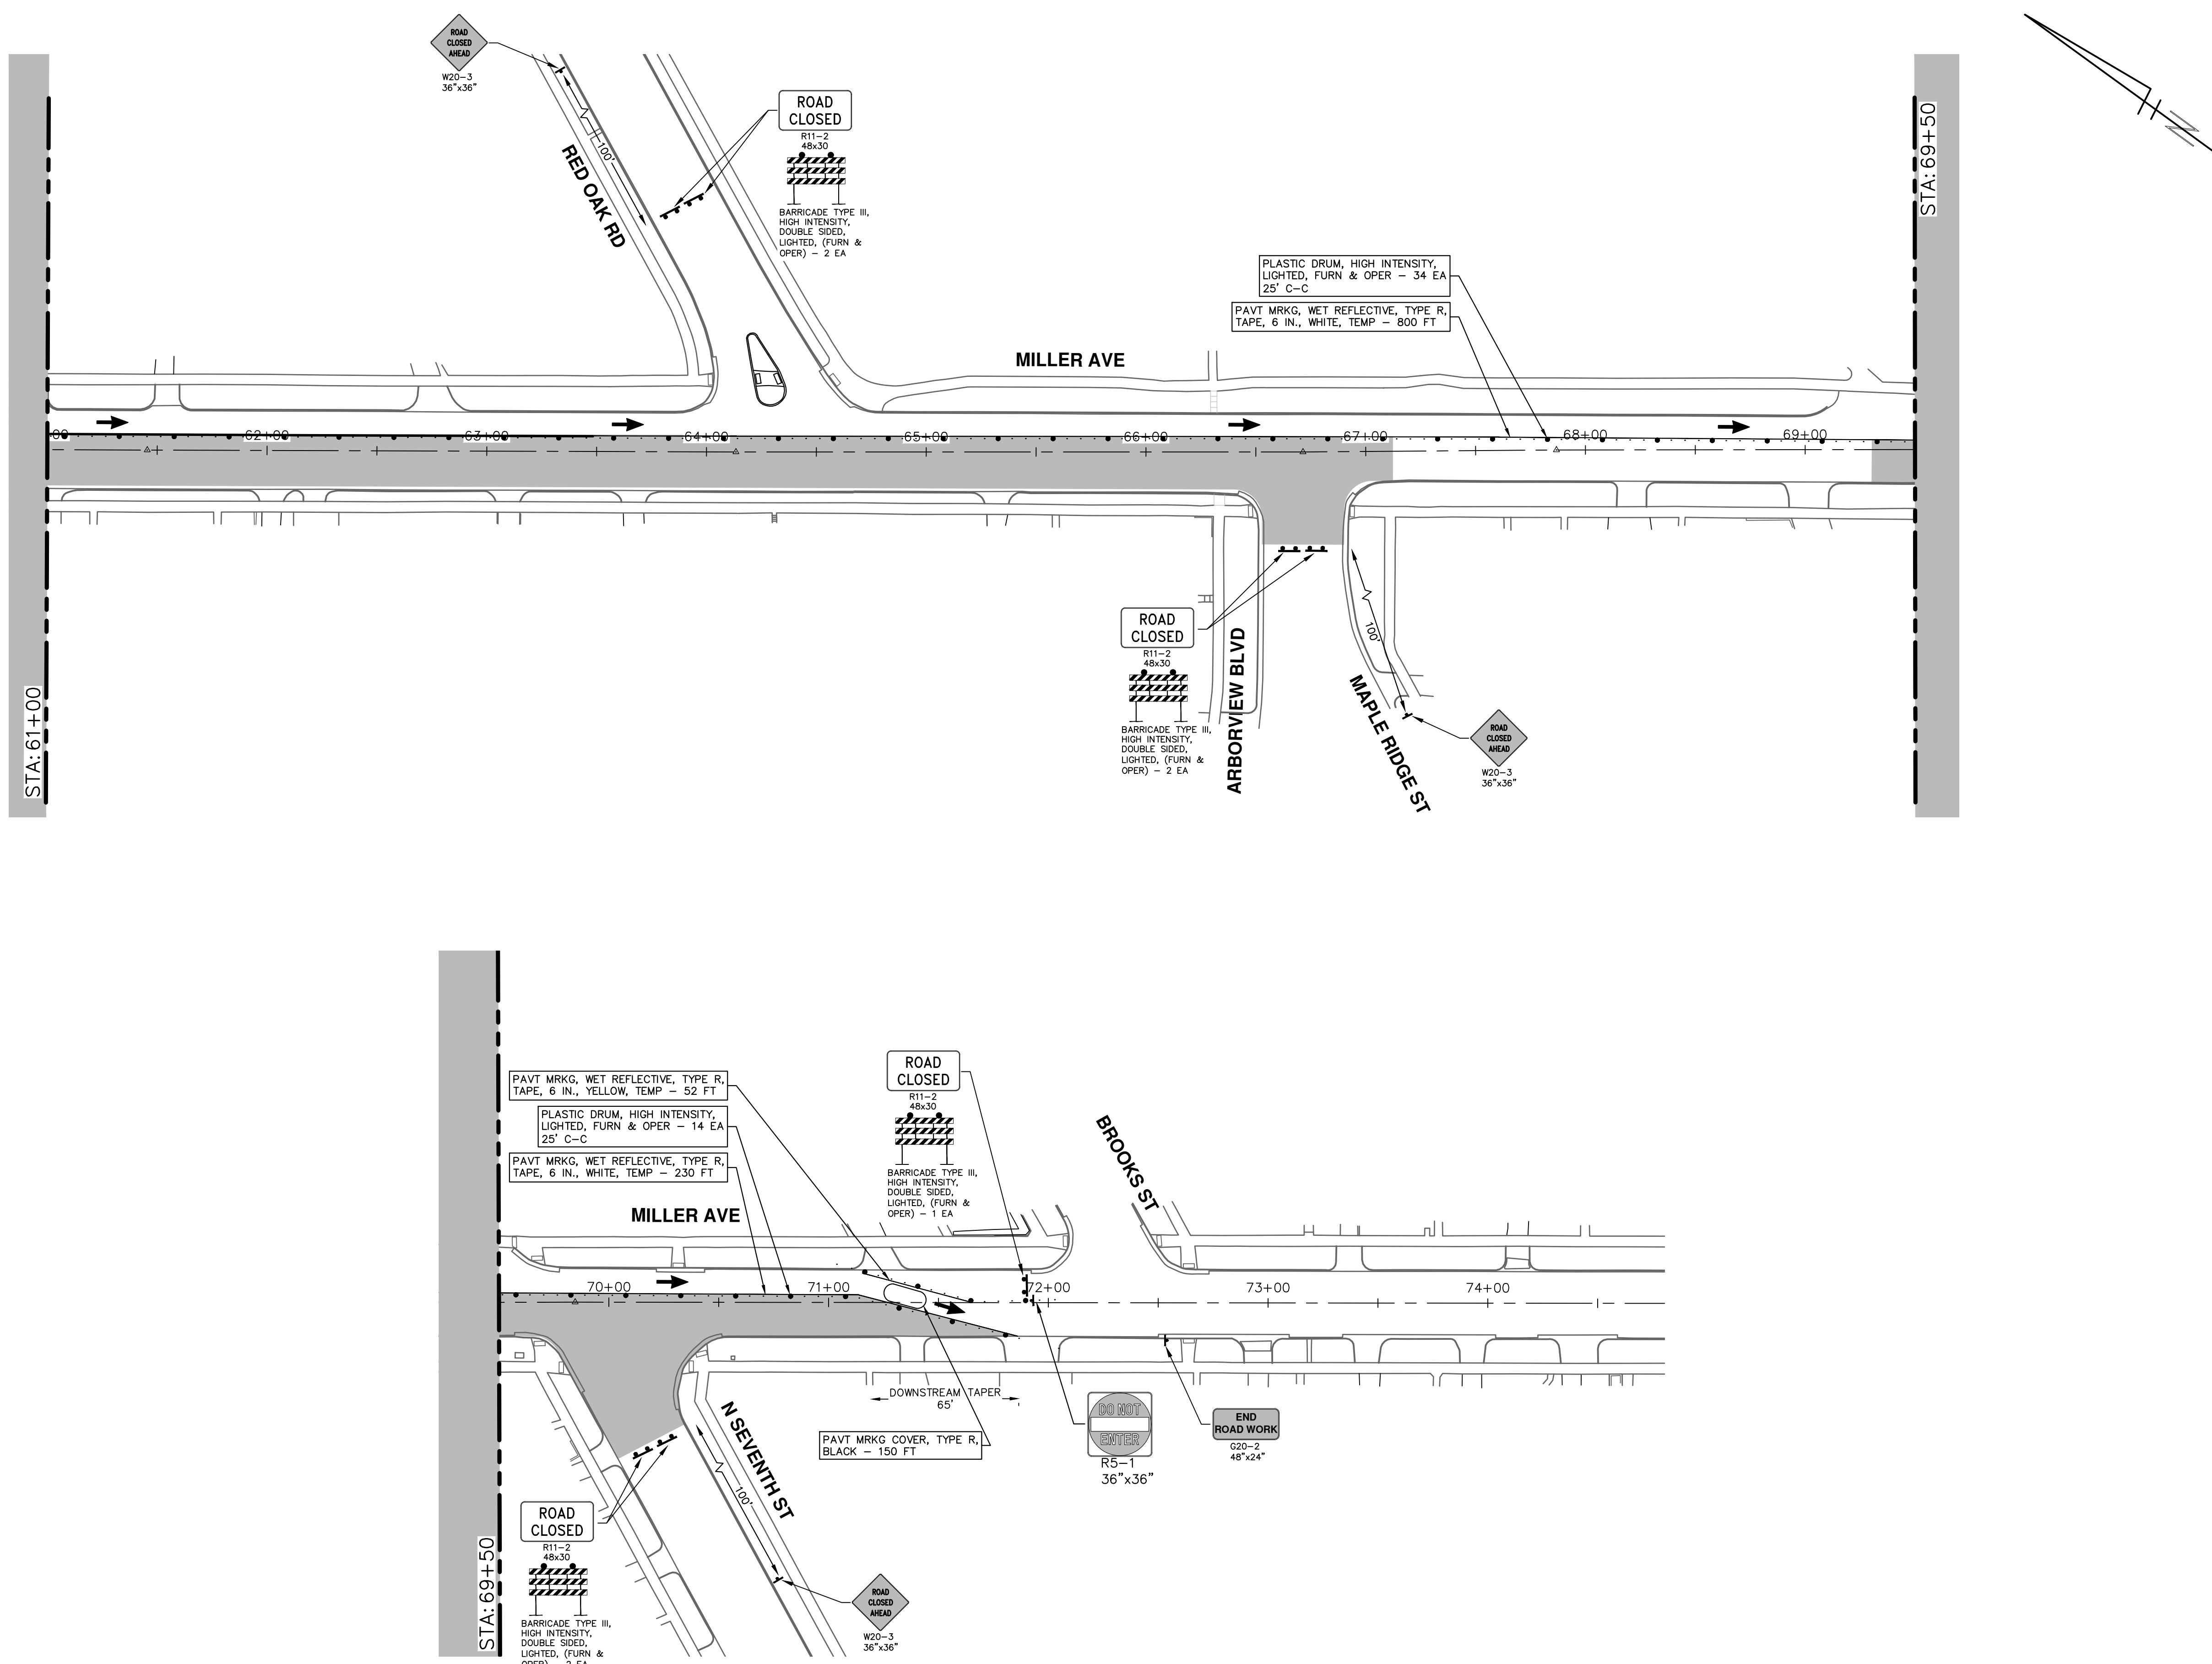 ROAD
CLOSED
AHEAD
W20-3
36"x36"
100'
RED OAK RD
ROAD
CLOSED
R11-2
48x30
BARRICADE TYPE III,
HIGH INTENSITY,
DOUBLE SIDED,
LIGHTED, (FURN &
OPER) - 2 EA
PLASTIC DRUM, HIGH INTENSITY,
LIGHTED, FURN & OPER - 34 EA
25' C-C
PAVT MRKG, WET REFLECTIVE, TYPE R,
TAPE, 6 IN., WHITE, TEMP - 800 FT
MILLER AVE
STA: 69+50
N
00
62+00
63+00
64+00
65+00
66+00
67+00
68+00
69+00
STA: 61+00
ROAD
CLOSED
R11-2
48x30
BARRICADE TYPE III,
HIGH INTENSITY,
DOUBLE SIDED,
LIGHTED, (FURN &
OPER) - 2 EA
ARBORVIEW BLVD
100'
MAPLE RIDGE ST
ROAD
CLOSED
AHEAD
W20-3
36"x36"
PAVT MRKG, WET REFLECTIVE, TYPE R,
TAPE, 6 IN., YELLOW, TEMP - 52 FT
PLASTIC DRUM, HIGH INTENSITY,
LIGHTED, FURN & OPER - 14 EA
25' C-C
PAVT MRKG, WET REFLECTIVE, TYPE R,
TAPE, 6 IN., WHITE, TEMP - 230 FT
MILLER AVE
ROAD
CLOSED
R11-2
48x30
BARRICADE TYPE III,
HIGH INTENSITY,
DOUBLE SIDED,
LIGHTED, (FURN &
OPER) - 1 EA
BROOKS ST
70+00
71+00
72+00
73+00
74+00
DOWNSTREAM TAPER
65'
PAVT MRKG COVER, TYPE R,
BLACK - 150 FT
DO NOT
ENTER
R5-1
36"x36"
END
ROAD WORK
G20-2
48"x24"
N SEVENTH ST
100'
STA: 69+50
ROAD
CLOSED
R11-2
48x30
BARRICADE TYPE III,
HIGH INTENSITY,
DOUBLE SIDED,
LIGHTED, (FURN &
OPER) - 2 EA
ROAD
CLOSED
AHEAD
W20-3
36"x36"